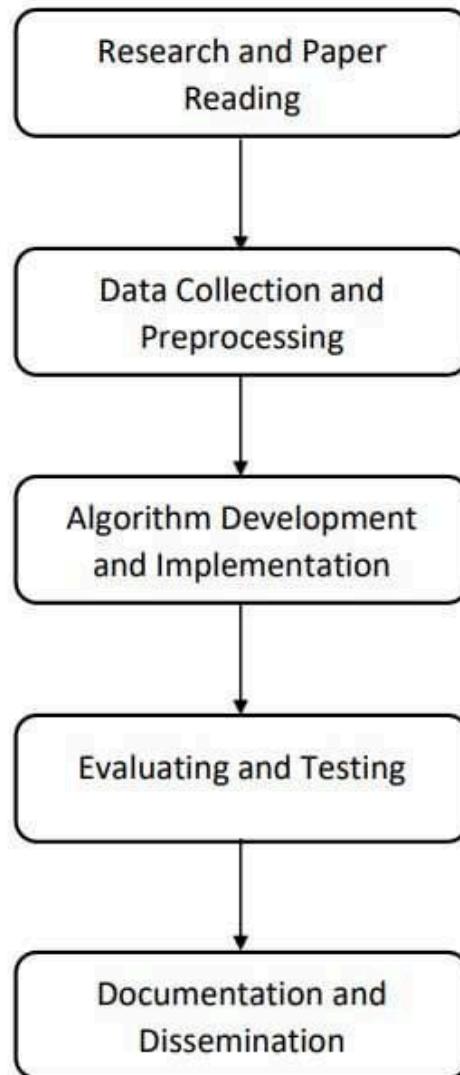 Research and Paper
Reading
Data Collection and
Preprocessing
Algorithm Development
and Implementation
Evaluating and Testing
Documentation and
Dissemination